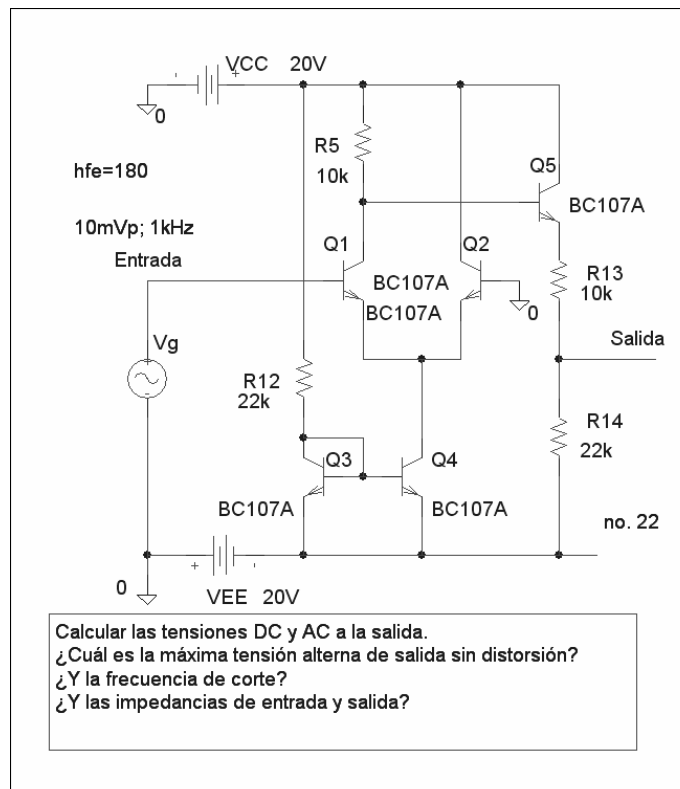 VCC 20V
- +
0
R5
10k
Q5
hfe=180
BC107A
10mVp; 1kHz
Entrada
Q1
Q2
R13
10k
BC107A
BC107A
0
Salida
Vg
R12
22k
R14
22k
Q3
Q4
BC107A
BC107A
no. 22
+ -
0
VEE 20V
Calcular las tensiones DC y AC a la salida.
¿Cuál es la máxima tensión alterna de salida sin distorsión?
¿Y la frecuencia de corte?
¿Y las impedancias de entrada y salida?